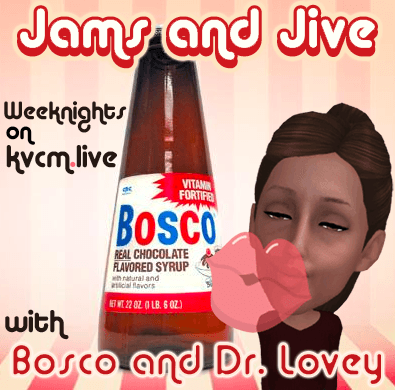 Jams and Jive
Weeknights
on
kvcm.live
VITAMIN
FORTIFIED
BOSCO
REAL CHOCOLATE
FLAVORED SYRUP
with natural and
artificial flavors
NET WT. 22 OZ. (1 LB. 6 OZ.)
with
Bosco and Dr. Lovey